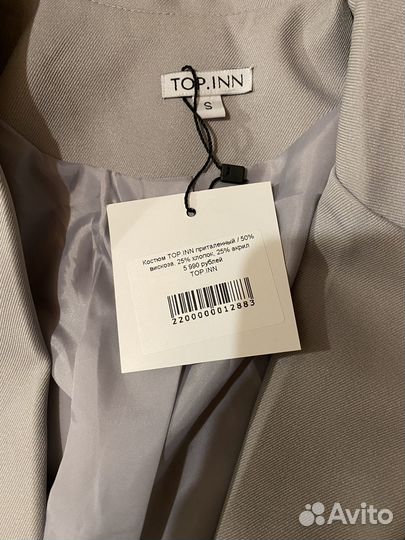 TOP.INN
S
Костюм TOP.INN приталенный / 50%
вискоза, 25% хлопок, 25% акрил
5 990 рублей
TOP.INN
2200000012883
Avito